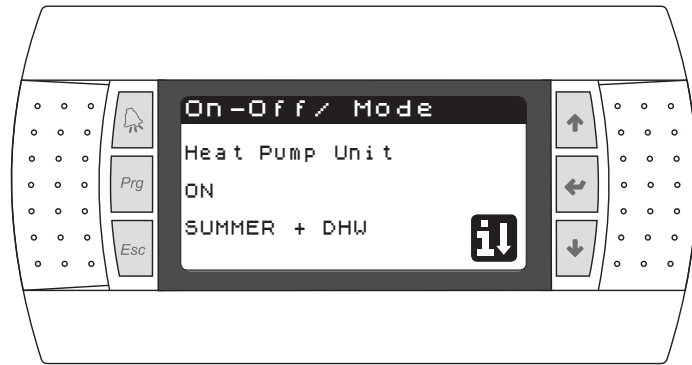 On-Off/ Mode
Heat Pump Unit
Prg
ON
SUMMER + DHW
Esc